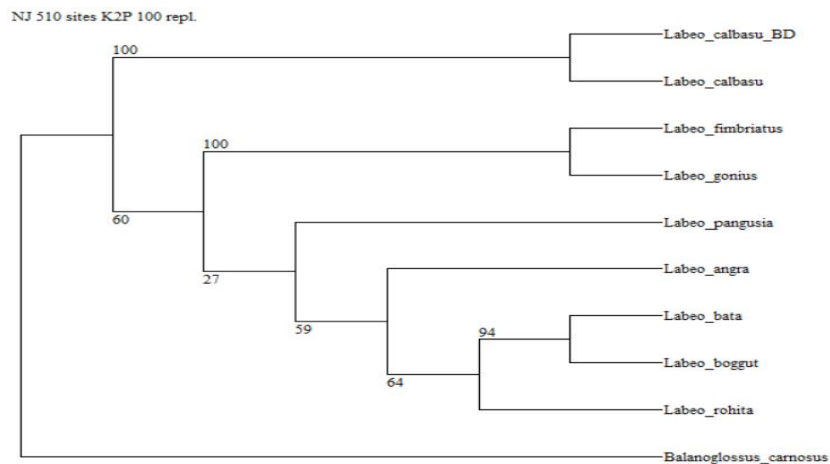 NJ 510 sites K2P 100 repl.
Labeo_calbasu_BD
100
Labeo_calbasu
Labeo_fimbriatus
100
Labeo_gonius
60
Labeo_pangusia
27
Labeo_angra
59
Labeo_bata
94
Labeo_boggut
64
Labeo_rohita
Balanoglossus_carnosus